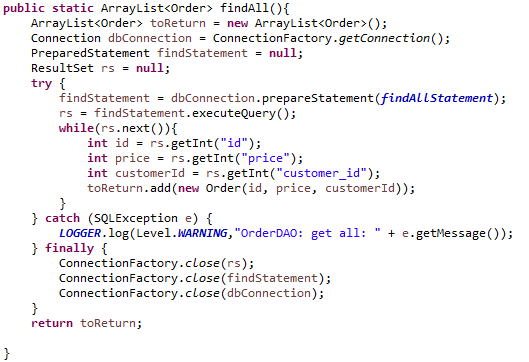 public static ArrayList<Order> findAll(){
    ArrayList<Order> toReturn = new ArrayList<Order>();
    Connection dbConnection = ConnectionFactory.getConnection();
    PreparedStatement findStatement = null;
    ResultSet rs = null;
    try {
        findStatement = dbConnection.prepareStatement(findAllStatement);
        rs = findStatement.executeQuery();
        while(rs.next()){
            int id = rs.getInt("id");
            int price = rs.getInt("price");
            int customerId = rs.getInt("customer_id");
            toReturn.add(new Order(id, price, customerId));
        }
    } catch (SQLException e) {
        LOGGER.log(Level.WARNING,"OrderDAO: get all: " + e.getMessage());
    } finally {
        ConnectionFactory.close(rs);
        ConnectionFactory.close(findStatement);
        ConnectionFactory.close(dbConnection);
    }
    return toReturn;

}